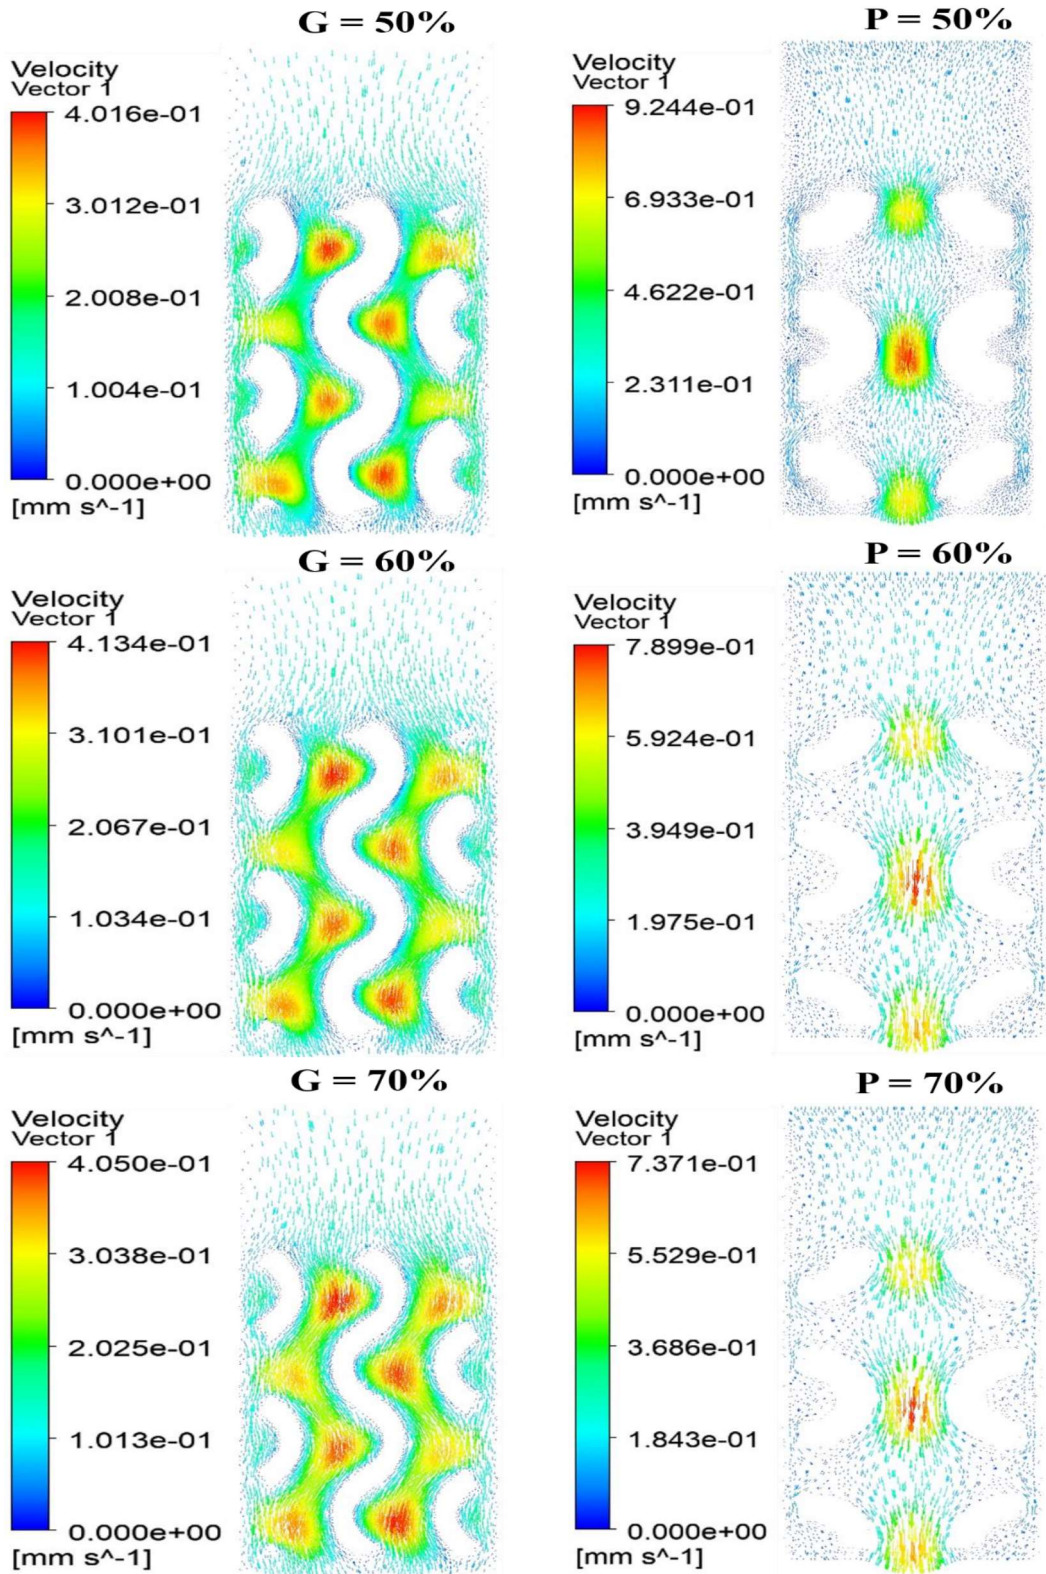 G = 50%
Velocity
Vector 1
4.016e-01
3.012e-01
2.008e-01
1.004e-01
0.000e+00
[mm s^-1]
P = 50%
Velocity
Vector 1
9.244e-01
6.933e-01
4.622e-01
2.311e-01
0.000e+00
[mm s^-1]
G = 60%
Velocity
Vector 1
4.134e-01
3.101e-01
2.067e-01
1.034e-01
0.000e+00
[mm s^-1]
P = 60%
Velocity
Vector 1
7.899e-01
5.924e-01
3.949e-01
1.975e-01
0.000e+00
[mm s^-1]
G = 70%
Velocity
Vector 1
4.050e-01
3.038e-01
2.025e-01
1.013e-01
0.000e+00
[mm s^-1]
P = 70%
Velocity
Vector 1
7.371e-01
5.529e-01
3.686e-01
1.843e-01
0.000e+00
[mm s^-1]